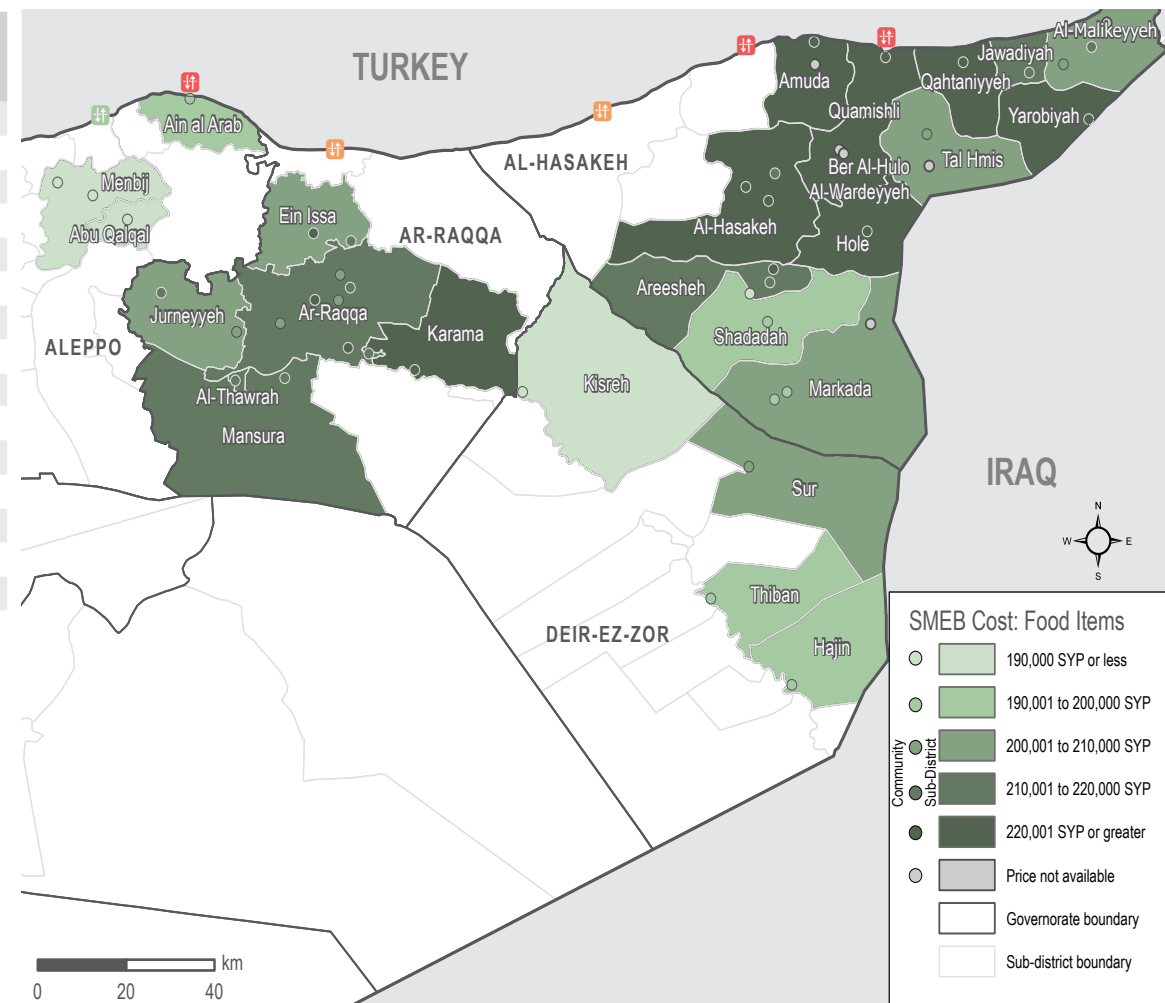 TURKEY
Al-Malikeyyeh
Jawadiyah
Amuda
Qahtaniyyeh
Quamishli
Yarobiyah
Ain al Arab
AL-HASAKEH
Ber Al-Hulo
Al-Wardeyyeh
Tal Hmis
Menbij
Abu Qalqal
Ein Issa
AR-RAQQA
Al-Hasakeh
Hole
Areesheh
Jurneyyeh
Ar-Raqqa
Karama
Shadadah
ALEPPO
Kisreh
Markada
Al-Thawrah
Mansura
IRAQ
Sur
N
W
E
S
Thiban
DEIR-EZ-ZOR
Hajin
SMEB Cost: Food Items
190,000 SYP or less
190,001 to 200,000 SYP
200,001 to 210,000 SYP
210,001 to 220,000 SYP
220,001 SYP or greater
Price not available
Governorate boundary
Sub-district boundary
Community
Sub-District
km
0
20
40